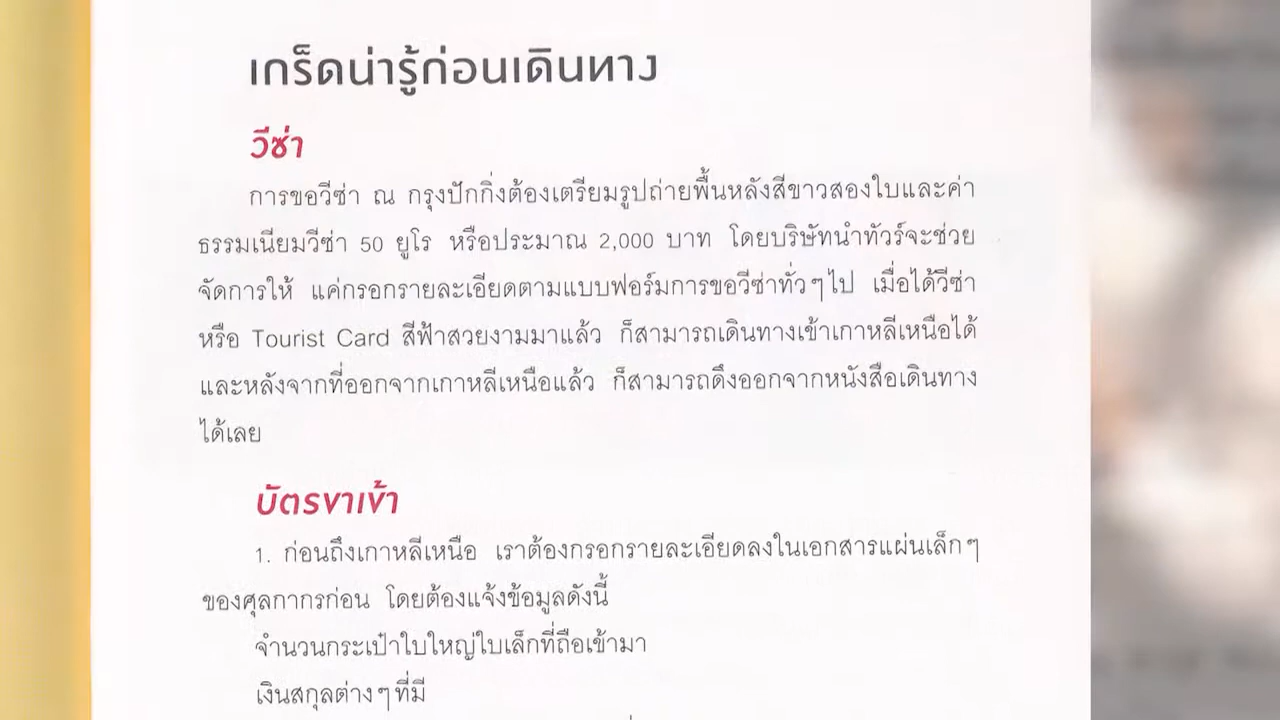 เกร็ดน่ารู้ก่อนเดินทาง
วีซ่า
การขอวีซ่า ณ กรุงปักกิ่งต้องเตรียมรูปถ่ายพื้นหลังสีขาวสองใบและค่า
ธรรมเนียมวีซ่า 50 ยูโร หรือประมาณ 2,000 บาท โดยบริษัทนำทัวร์จะช่วย
จัดการให้ แค่กรอกรายละเอียดตามแบบฟอร์มการขอวีซ่าทั่วๆไป เมื่อได้วีซ่า
หรือ Tourist Card สีฟ้าสวยงามมาแล้ว ก็สามารถเดินทางเข้าเกาหลีเหนือได้
และหลังจากที่ออกจากเกาหลีเหนือแล้ว ก็สามารถดึงออกจากหนังสือเดินทาง
ได้เลย
บัตรขาเข้า
1. ก่อนถึงเกาหลีเหนือ เราต้องกรอกรายละเอียดลงในเอกสารแผ่นเล็กๆ
ของศุลกากรก่อน โดยต้องแจ้งข้อมูลดังนี้
จำนวนกระเป๋าใบใหญ่ใบเล็กที่ถือเข้ามา
เงินสกุลต่างๆที่มี